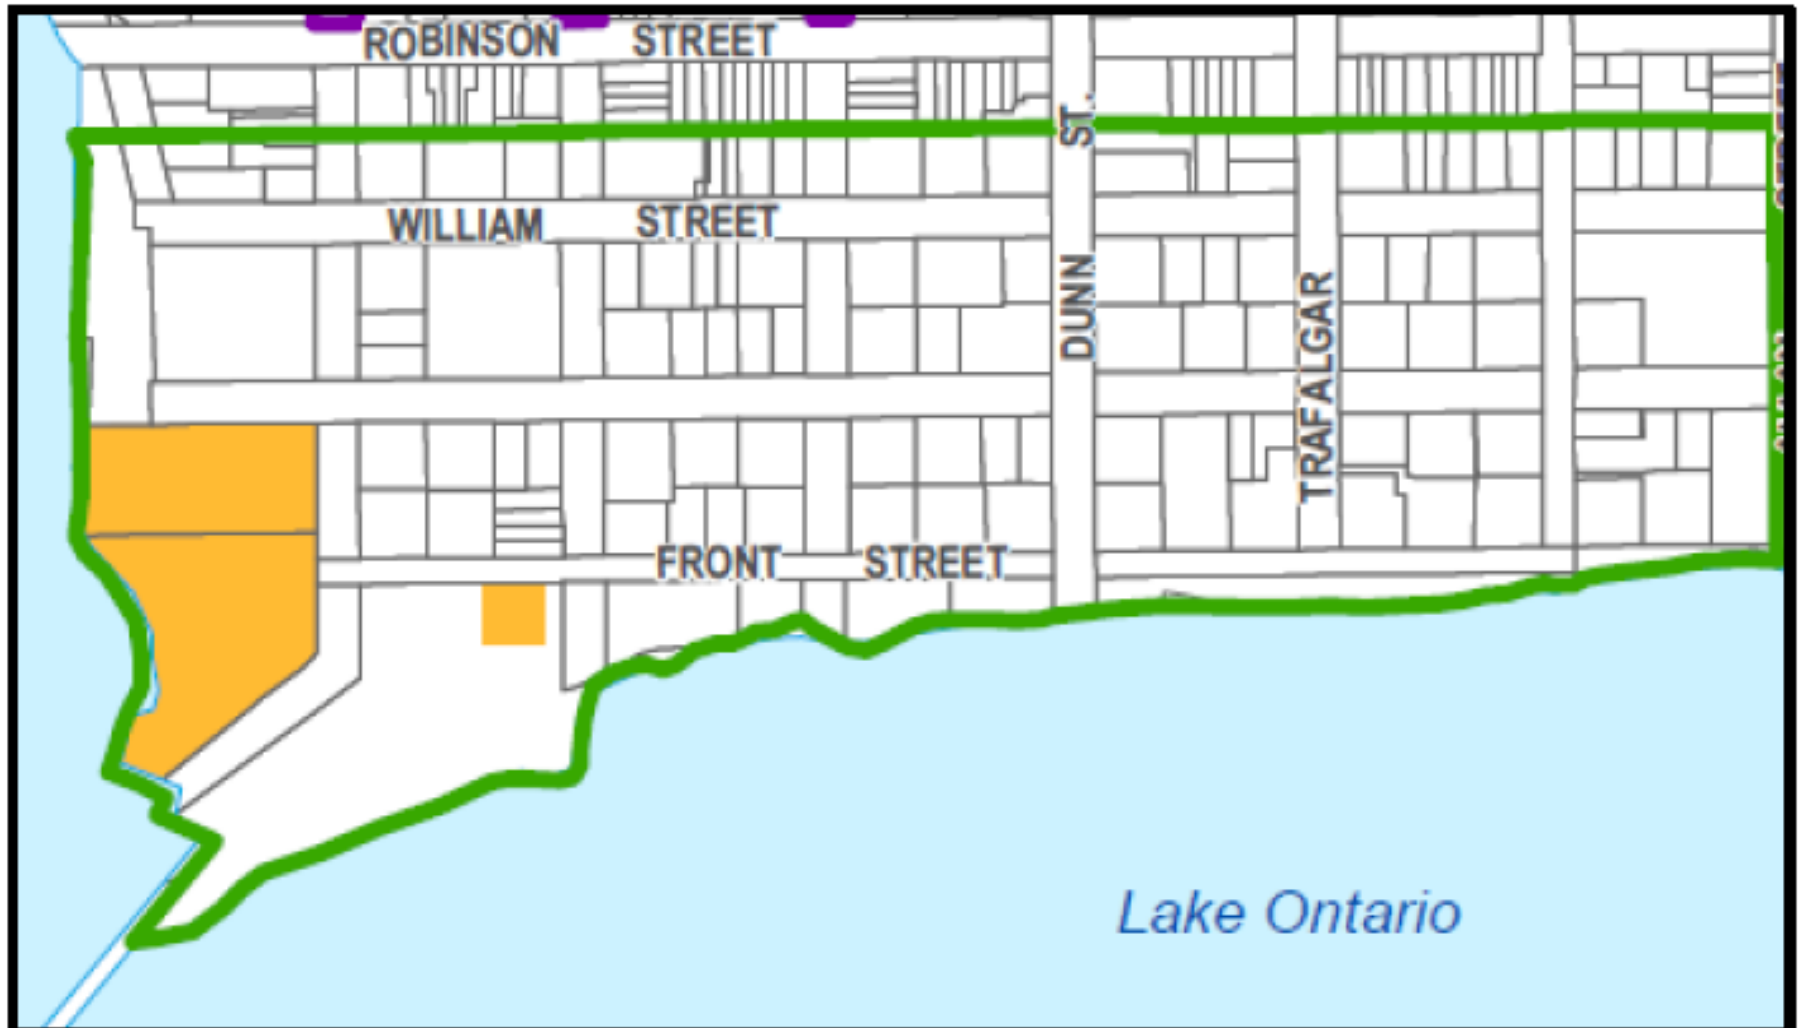 ROBINSON STREET
WILLIAM STREET
DUNN ST.
TRAFALGAR
FRONT STREET
Lake Ontario